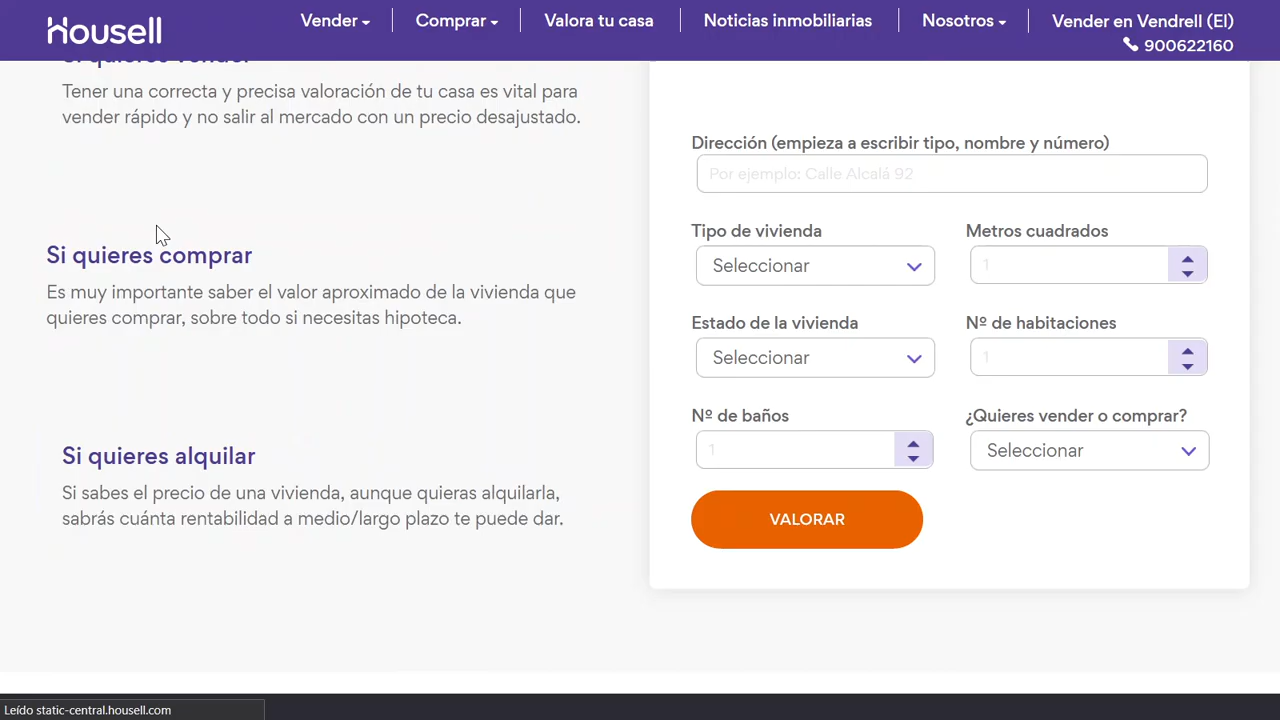 Housell
Vender
Comprar
Valora tu casa
Noticias inmobiliarias
Nosotros
Vender en Vendrell (El)
900622160
Si quieres vender
Tener una correcta y precisa valoración de tu casa es vital para
vender rápido y no salir al mercado con un precio desajustado.
Si quieres comprar
Es muy importante saber el valor aproximado de la vivienda que
quieres comprar, sobre todo si necesitas hipoteca.
Si quieres alquilar
Si sabes el precio de una vivienda, aunque quieras alquilarla,
sabrás cuánta rentabilidad a medio/largo plazo te puede dar.
Dirección (empieza a escribir tipo, nombre y número)
Por ejemplo: Calle Alcalá 92
Tipo de vivienda
Seleccionar
Metros cuadrados
1
Estado de la vivienda
Seleccionar
Nº de habitaciones
1
Nº de baños
1
¿Quieres vender o comprar?
Seleccionar
VALORAR
Leído static-central.housell.com